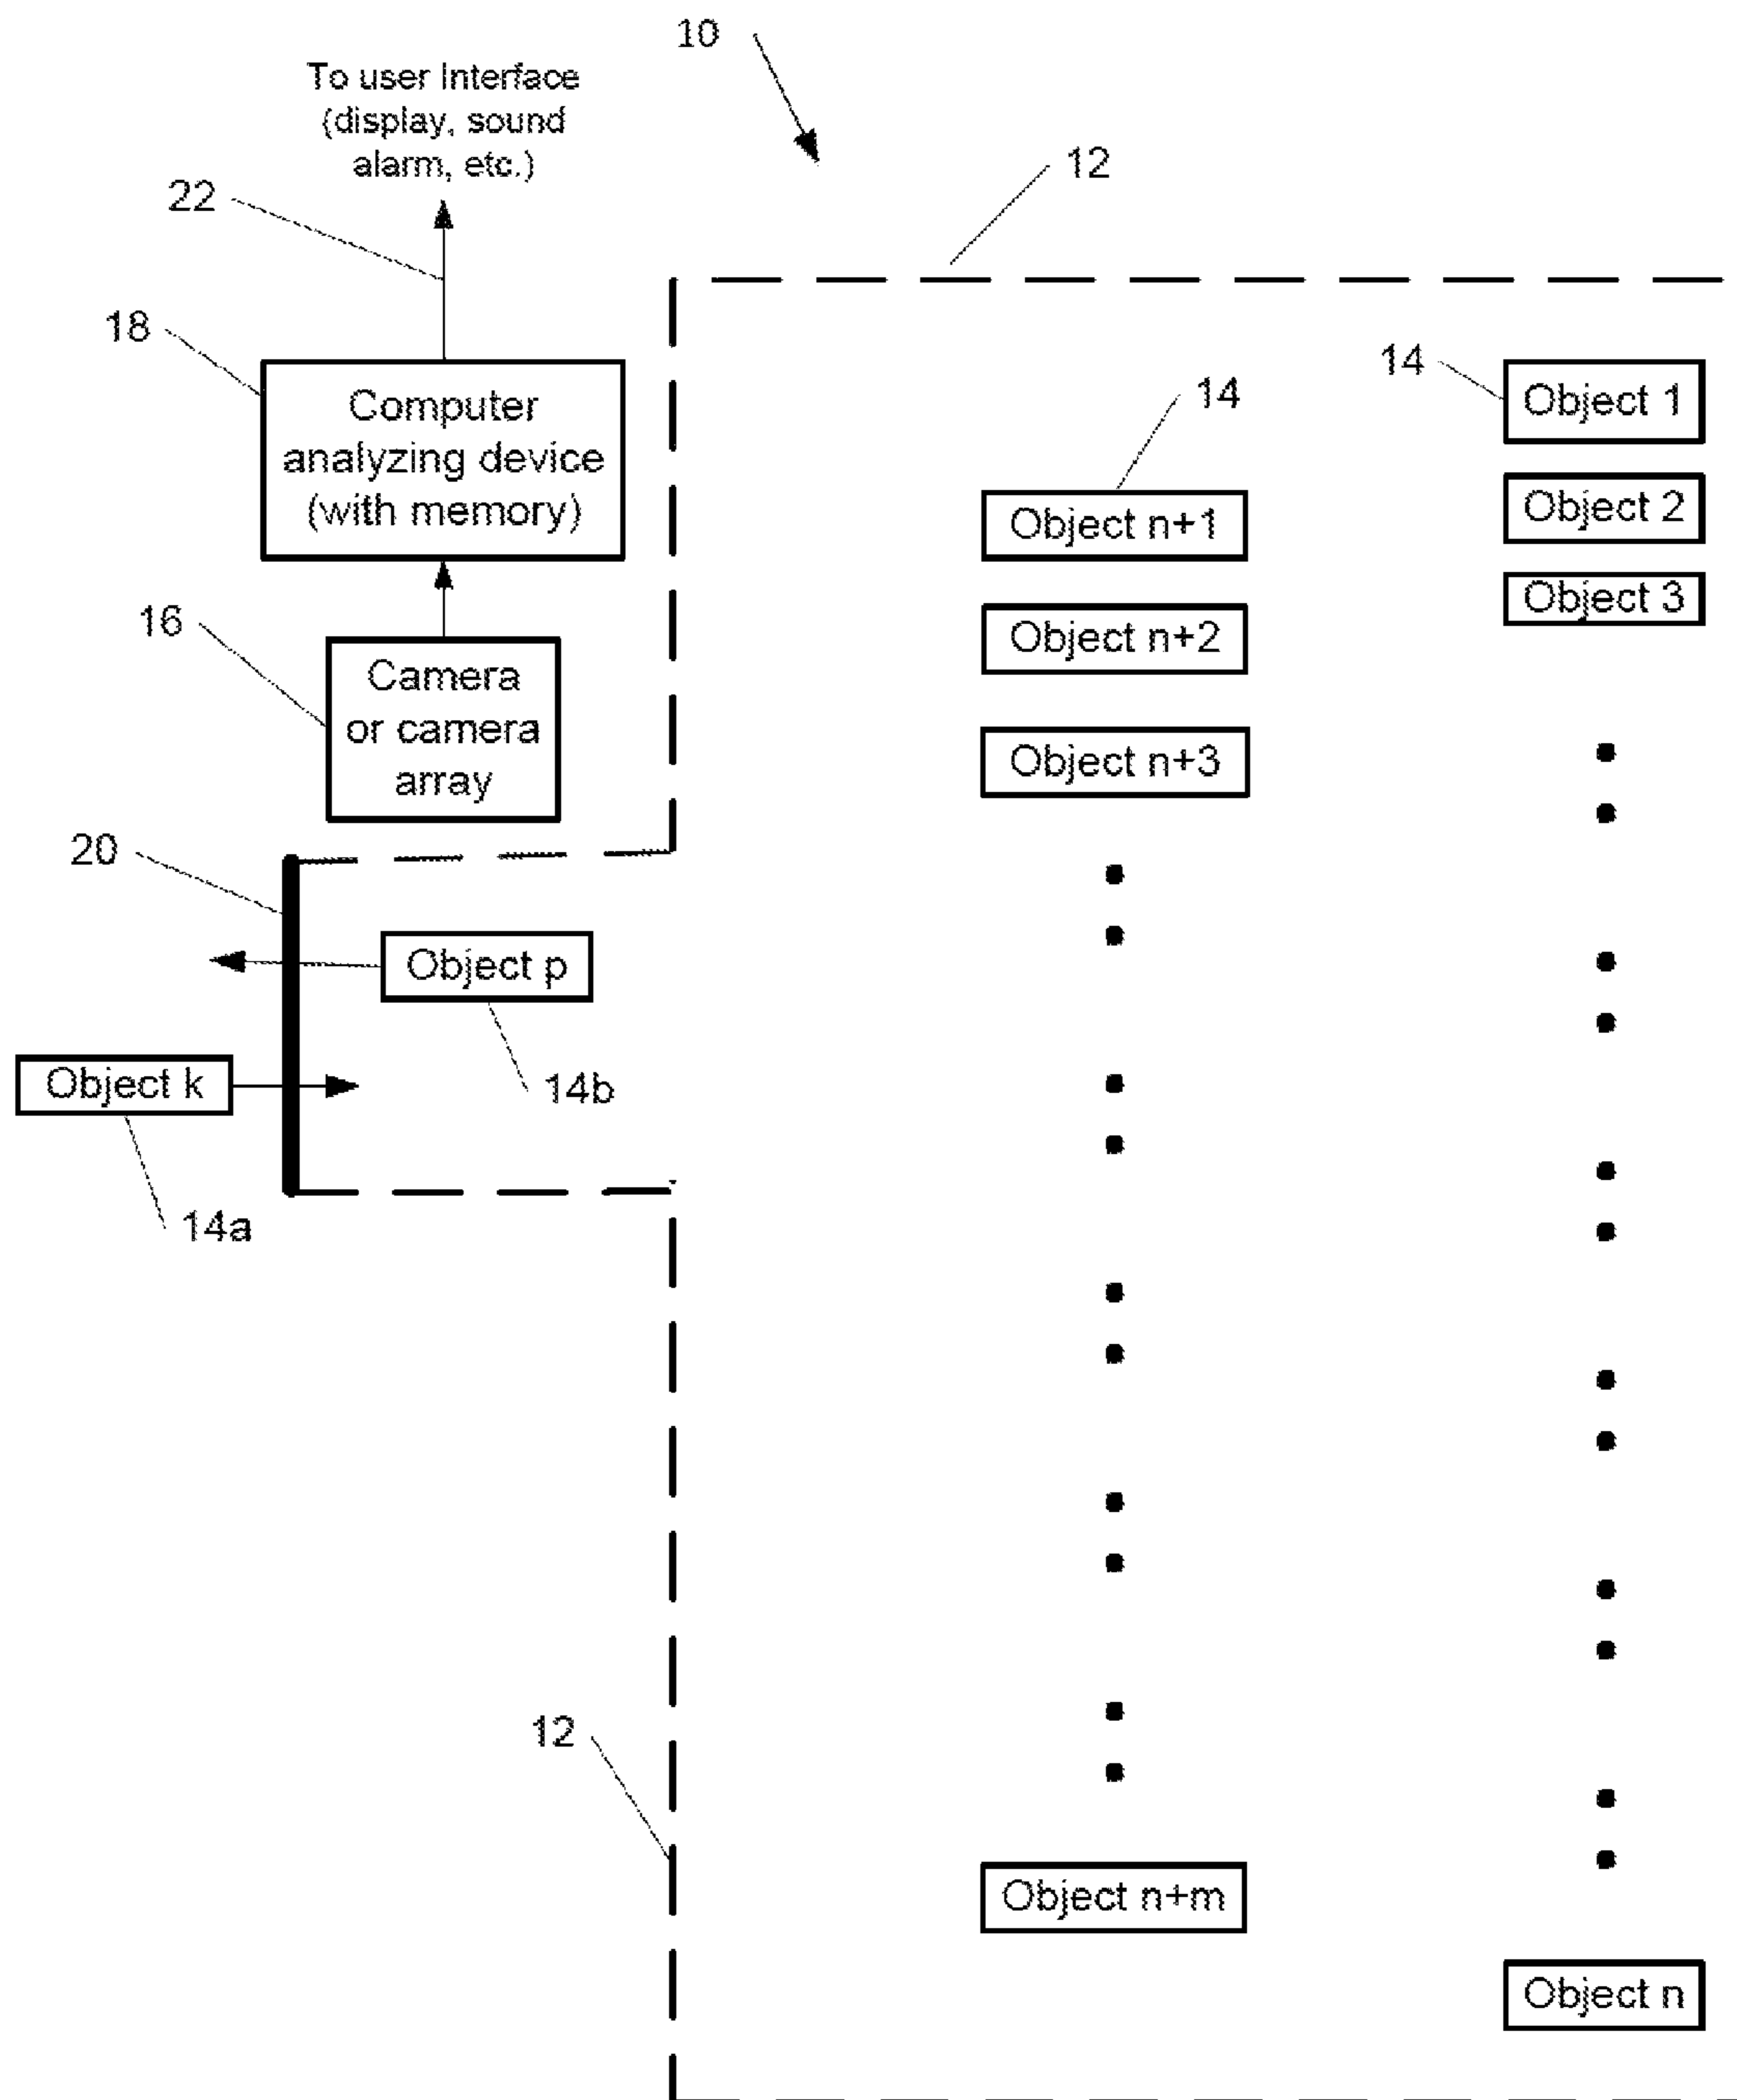 10
To user Interface
(display, sound
alarm, etc.)
12
22
18
Computer
analyzing device
(with memory)
14
Object 1
14
Object n+1
Object 2
Object 3
16
Camera
or camera
array
Object n+2
Object n+3
20
Object p
Object k
14b
14a
12
Object n+m
Object n